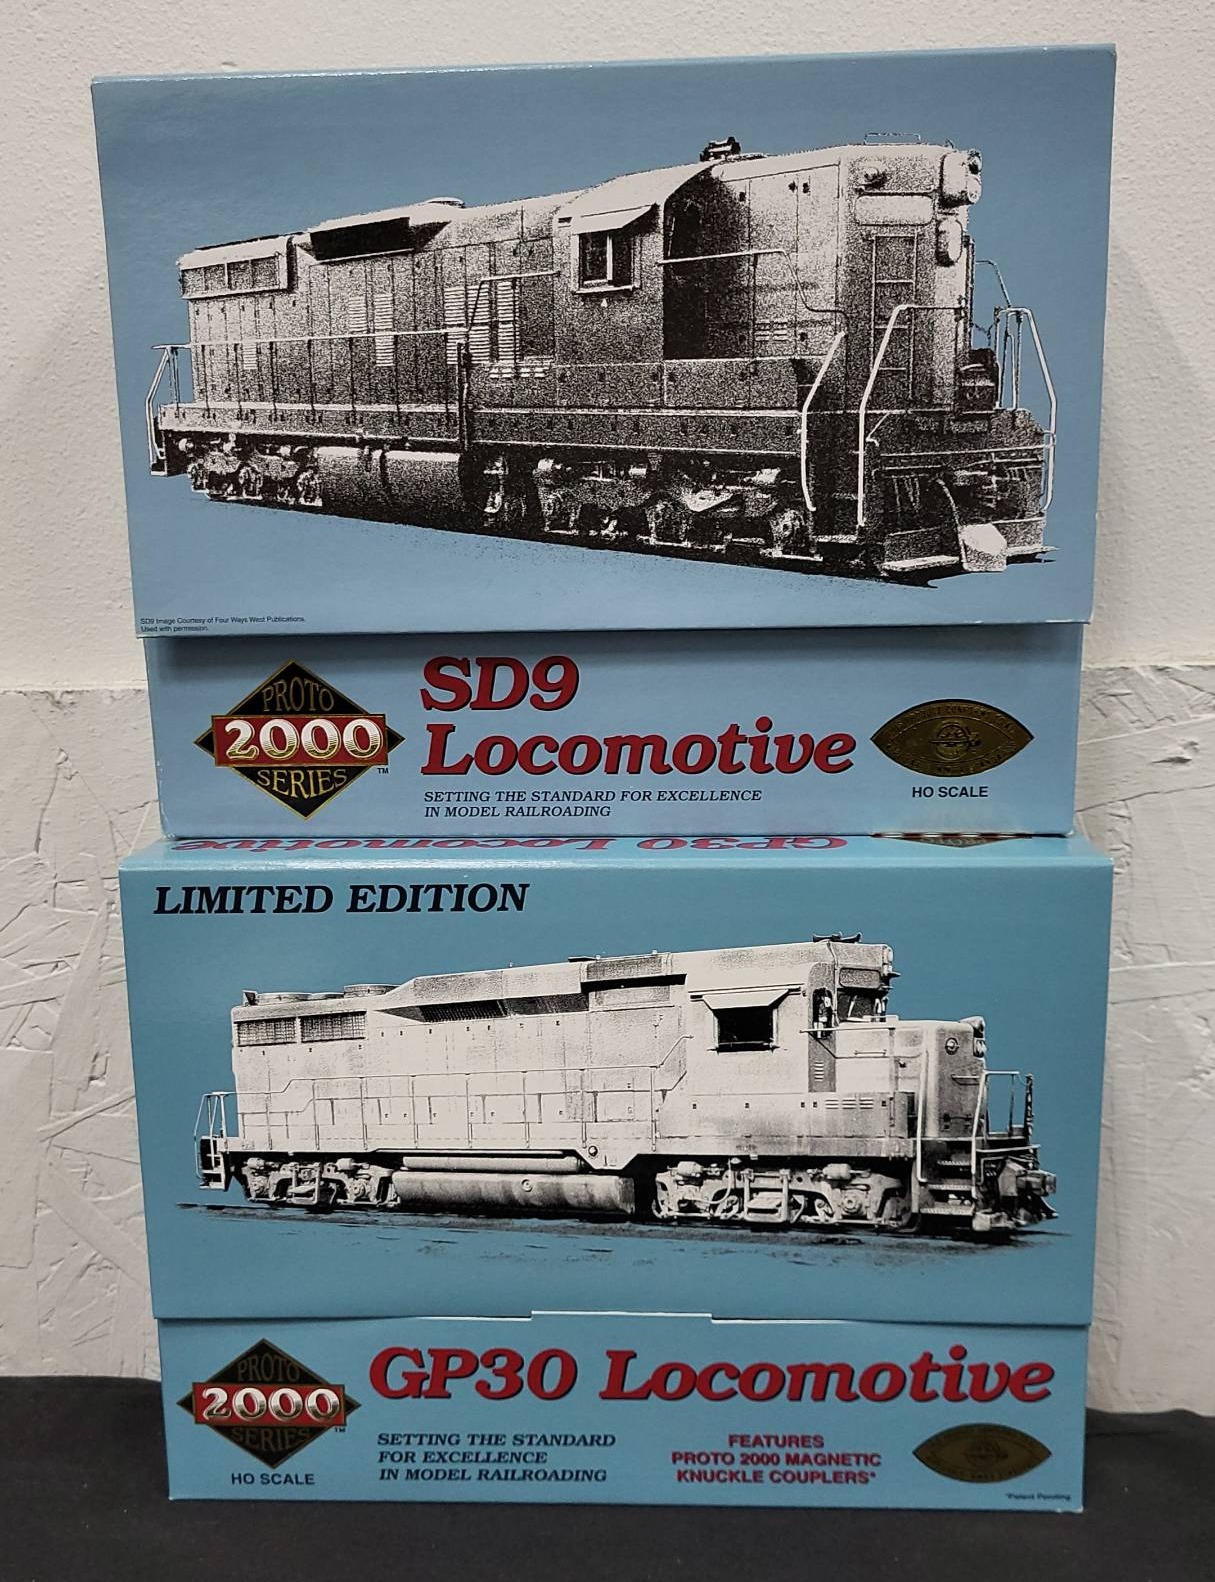 SD9 Image Courtesy of Four Ways West Publications.
Used with permission.
PROTO
2000
SERIES
TM
SD9
Locomotive
SETTING THE STANDARD FOR EXCELLENCE
IN MODEL RAILROADING
HO SCALE
GP30 Locomotive
LIMITED EDITION
PROTO
2000
SERIES
TM
HO SCALE
GP30 Locomotive
SETTING THE STANDARD
FOR EXCELLENCE
IN MODEL RAILROADING
FEATURES
PROTO 2000 MAGNETIC
KNUCKLE COUPLERS*
*Patent Pending